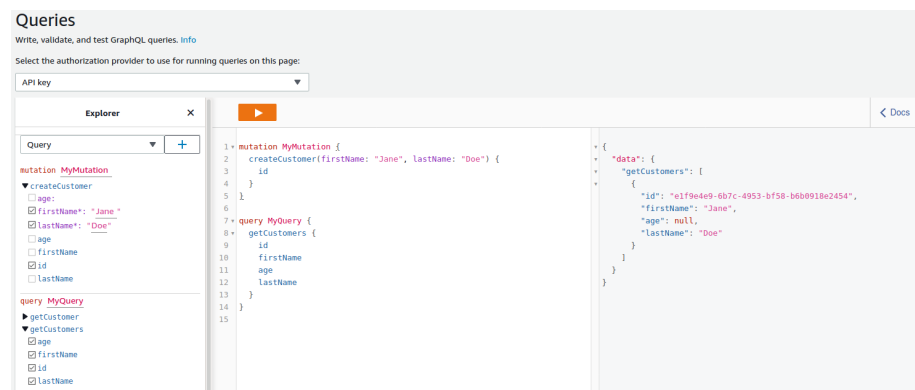 Queries
Write, validate, and test GraphQL queries. Info
Select the authorization provider to use for running queries on this page:
API key
Explorer
Query
mutation MyMutation
createCustomer
age:
firstName*: "Jane "
lastName*: "Doe"
age
firstName
id
lastName
query MyQuery
getCustomer
getCustomers
age
firstName
id
lastName
1 mutation MyMutation {
2 createCustomer(firstName: "Jane", lastName: "Doe") {
3 id
4 }
5 }
6
7 query MyQuery {
8 getCustomers {
9 id
10 firstName
11 age
12 lastName
13 }
14 }
15
{
"data": {
"getCustomers": [
{
"id": "e1f9e4e9-6b7c-4953-bf58-b6b0918e2454",
"firstName": "Jane",
"age": null,
"lastName": "Doe"
}
]
}
}
< Docs